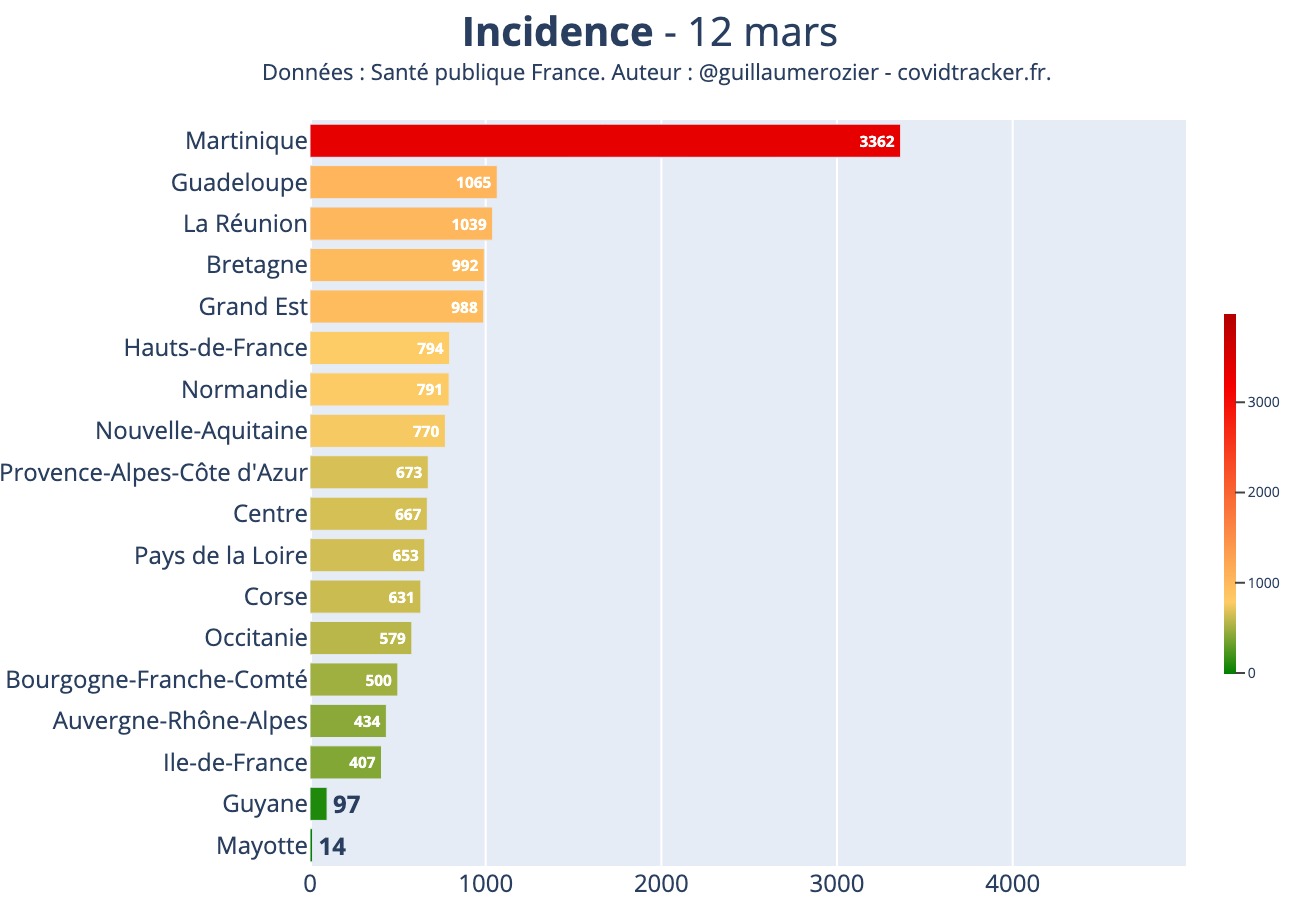 Incidence - 12 mars
Données : Santé publique France. Auteur : @guillaumerozier - covidtracker.fr.
Martinique 3362
Guadeloupe 1065
La Réunion 1039
Bretagne 992
Grand Est 988
Hauts-de-France 794
Normandie 791
Nouvelle-Aquitaine 770
Provence-Alpes-Côte d'Azur 673
Centre 667
Pays de la Loire 653
Corse 631
Occitanie 579
Bourgogne-Franche-Comté 500
Auvergne-Rhône-Alpes 434
Ile-de-France 407
Guyane 97
Mayotte 14
0 1000 2000 3000 4000
3000
2000
1000
0